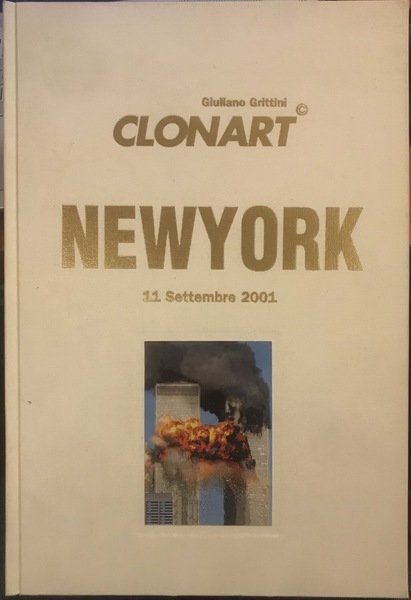 Giuliano Grittini
CLONART©
NEWYORK
11 Settembre 2001